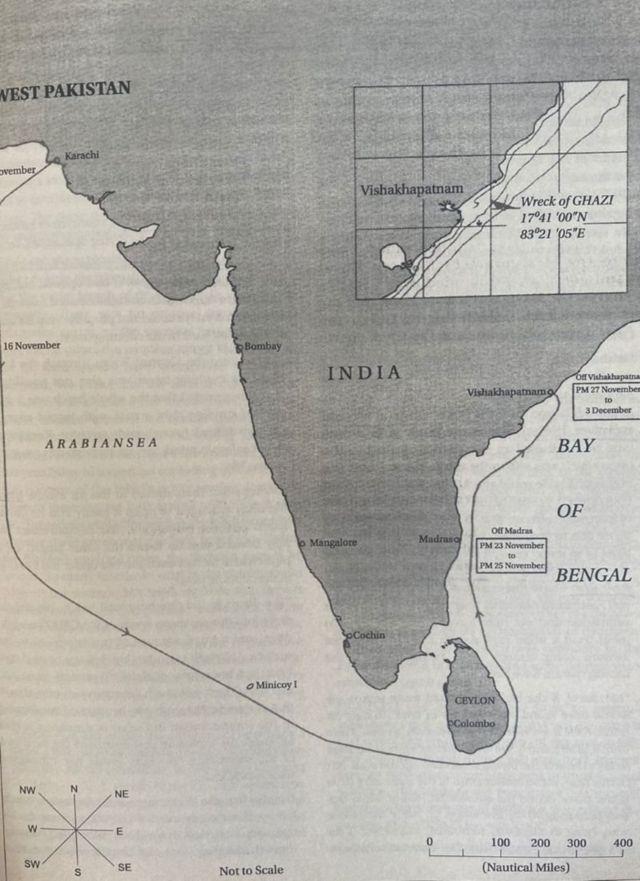 WEST PAKISTAN
Karachi
ovember
Vishakhapatnam
Wreck of GHAZI
17°41 '00"N
83°21 '05"E
16 November
Bombay
INDIA
Vishakhapatnam
Off Vishakhapatna
PM 27 November
to
3 December
ARABIANSEA
BAY
OF
BENGAL
Mangalore
Madras
Off Madras
PM 23 November
to
PM 25 November
Cochin
Minicoy I
CEYLON
Colombo
NW
N
NE
W
E
SW
S
SE
Not to Scale
0 100 200 300 400
(Nautical Miles)